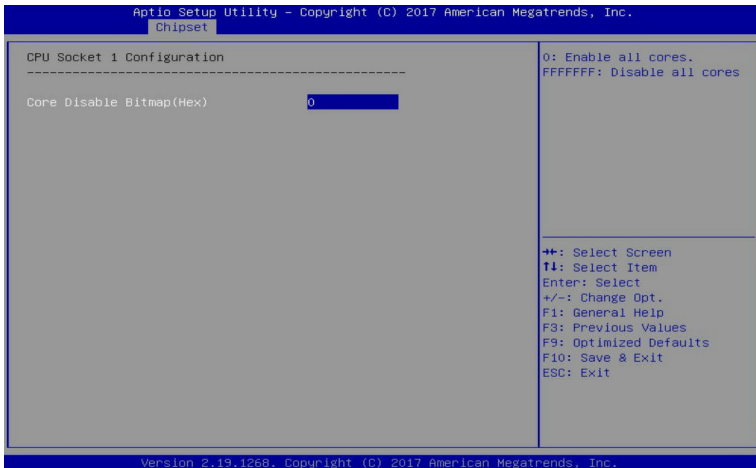 Aptio Setup Utility – Copyright (C) 2017 American Megatrends, Inc.
Chipset
CPU Socket 1 Configuration
--------------------------------------------------
Core Disable Bitmap(Hex) 0
0: Enable all cores.
FFFFFFF: Disable all cores
→←: Select Screen
↑↓: Select Item
Enter: Select
+/-: Change Opt.
F1: General Help
F3: Previous Values
F9: Optimized Defaults
F10: Save & Exit
ESC: Exit
Version 2.19.1268. Copyright (C) 2017 American Megatrends, Inc.